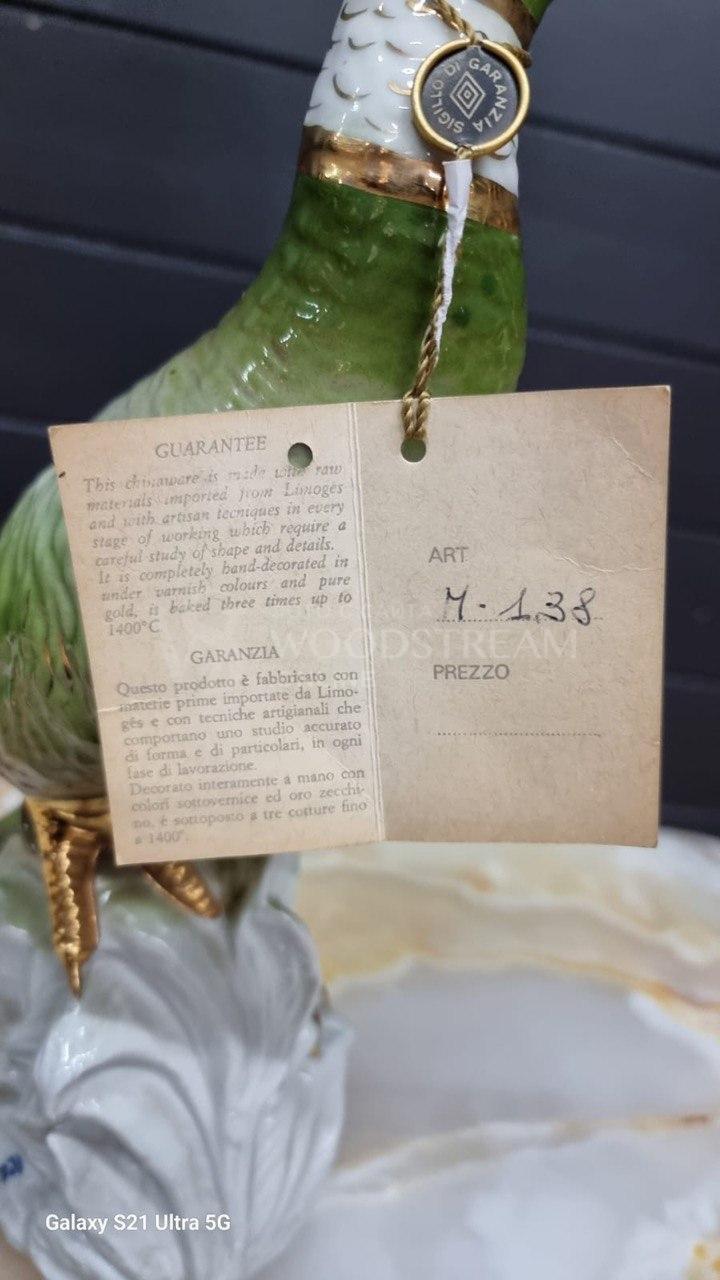 SIGILLO DI GARANZIA
GUARANTEE
This chinaware is made with raw
materials imported from Limoges
and with artisan tecniques in every
stage of working which require a
careful study of shape and details.
It is completely hand-decorated in
under varnish colours and pure
gold, is baked three times up to
1400°C
GARANZIA
Questo prodotto è fabbricato con
materie prime importate da Limo-
gês e con tecniche artigianali che
comportano uno studio accurato
di forma e di particolari, in ogni
fase di lavorazione.
Decorato interamente a mano con
colori sottovernice ed oro zecchi-
no, è sottoposto a tre cotture fino
a 1400°.
ART
M-1.38
PREZZO
WOODSTREAM
Galaxy S21 Ultra 5G